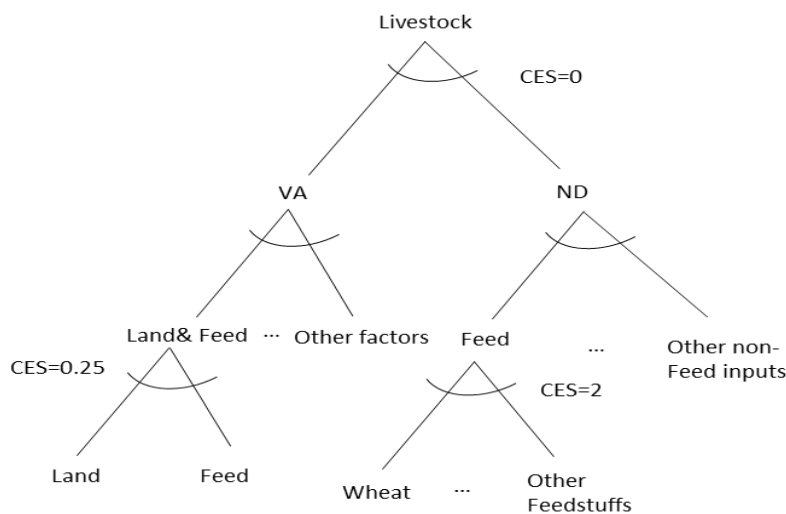 Livestock
CES=0
VA
ND
Land& Feed ... Other factors
Feed
...
Other non-
Feed inputs
CES=0.25
CES=2
Land
Feed
Wheat
...
Other
Feedstuffs